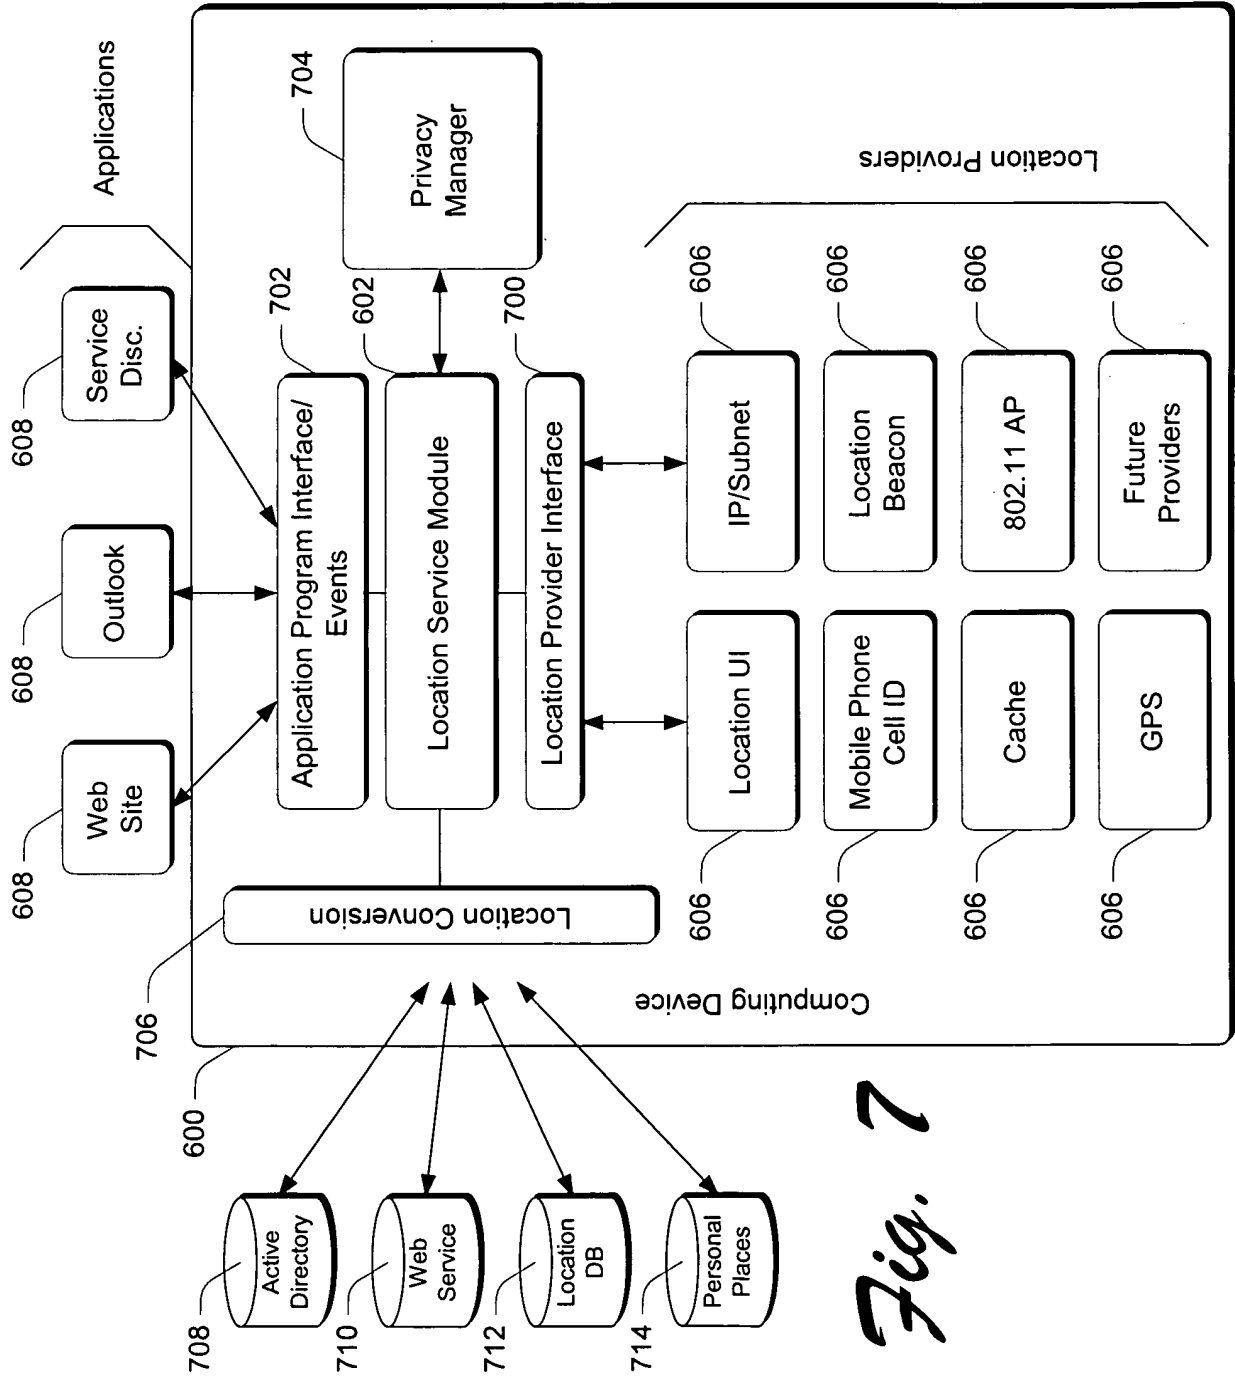 Applications
608
Web
Site
608
Outlook
608
Service
Disc.
600
706
Location Conversion
702
Application Program Interface/
Events
602
Location Service Module
700
Location Provider Interface
704
Privacy
Manager
708
Active
Directory
710
Web
Service
712
Location
DB
714
Personal
Places
Computing Device
Location Providers
606
Location UI
606
IP/Subnet
606
Mobile Phone
Cell ID
606
Location
Beacon
606
Cache
606
802.11 AP
606
GPS
606
Future
Providers
Fig. 7